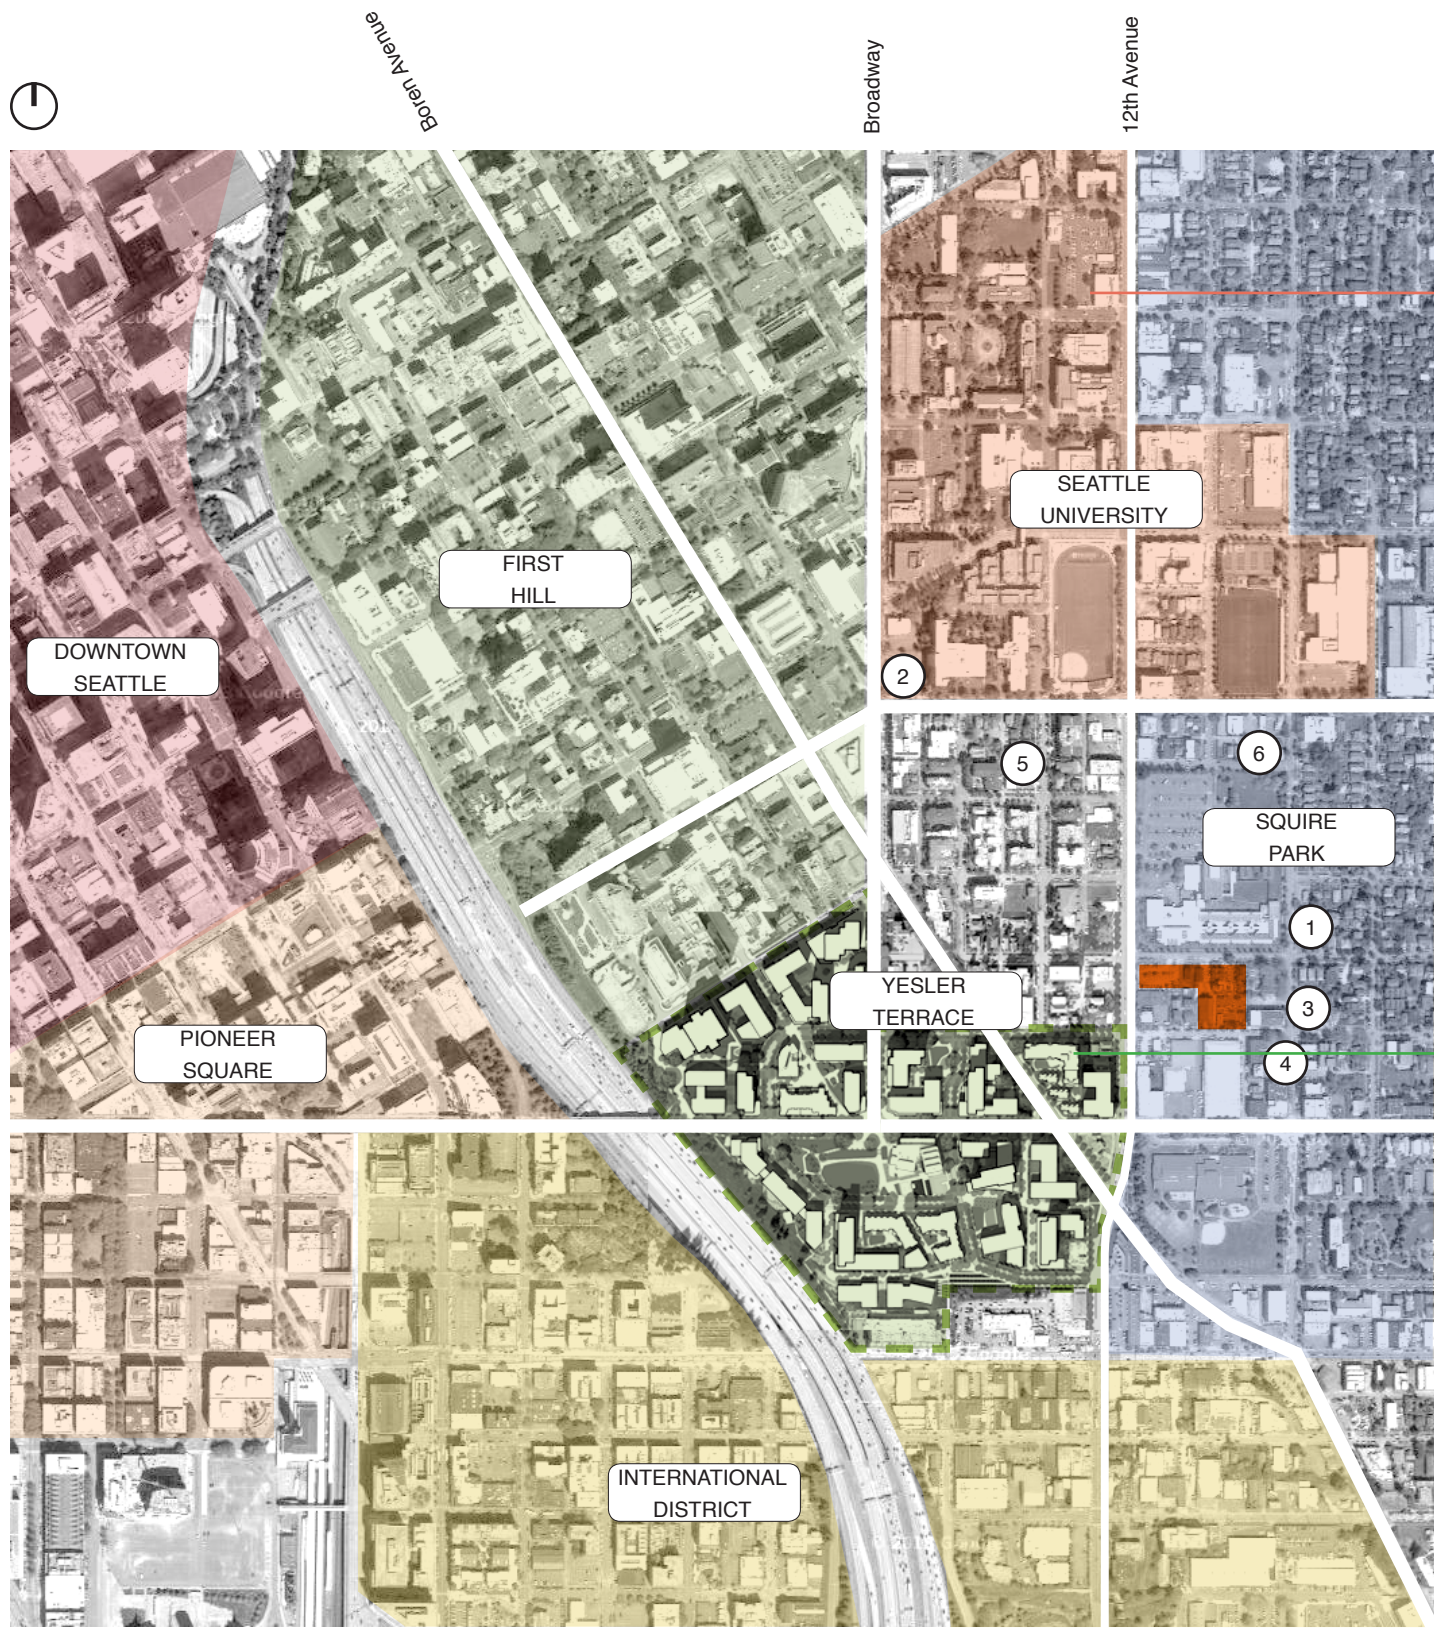 Boren Avenue
Broadway
12th Avenue
SEATTLE
UNIVERSITY
FIRST
HILL
DOWNTOWN
SEATTLE
2
5
6
SQUIRE
PARK
1
YESLER
TERRACE
3
PIONEER
SQUARE
4
INTERNATIONAL
DISTRICT